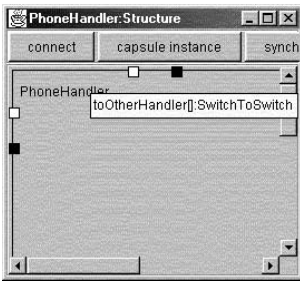 PhoneHandler:Structure
connect capsule instance synch
PhoneHandler
toOtherHandler[]:SwitchToSwitch